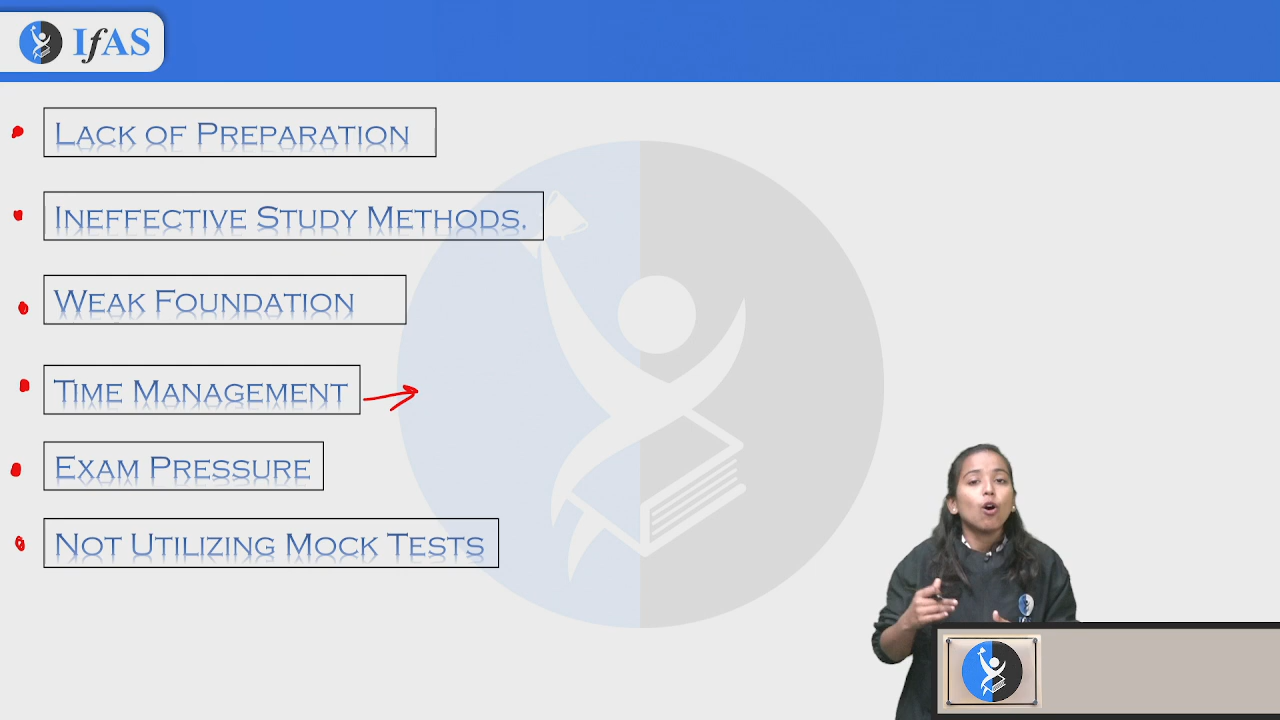 IfAS
Lack of Preparation
Ineffective Study Methods.
Weak Foundation
Time Management
Exam Pressure
Not Utilizing Mock Tests